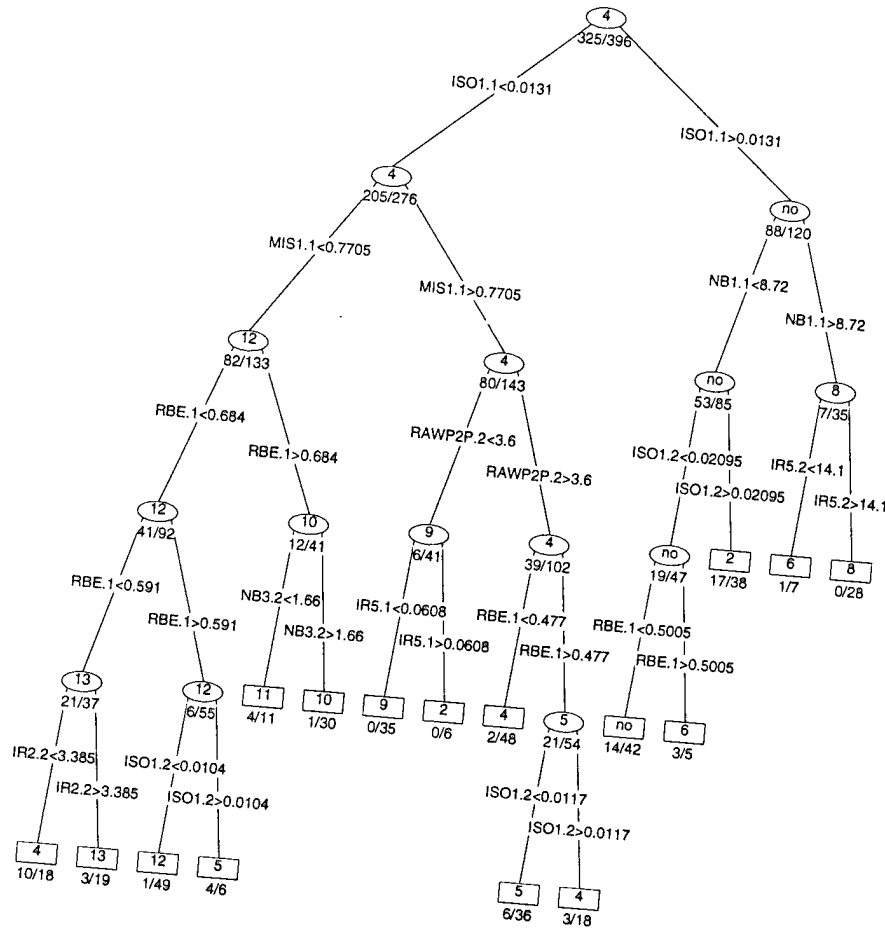 4
325/396
ISO1.1<0.0131
ISO1.1>0.0131
4
205/276
no
88/120
MIS1.1<0.7705
MIS1.1>0.7705
NB1.1<8.72
NB1.1>8.72
12
82/133
4
80/143
no
53/85
8
7/35
RBE.1<0.684
RBE.1>0.684
RAWP2P.2<3.6
RAWP2P.2>3.6
ISO1.2<0.02095
ISO1.2>0.02095
IR5.2<14.1
IR5.2>14.1
12
41/92
10
12/41
9
6/41
4
39/102
no
19/47
2
17/38
6
1/7
8
0/28
RBE.1<0.591
RBE.1>0.591
NB3.2<1.66
NB3.2>1.66
IR5.1<0.0608
IR5.1>0.0608
RBE.1<0.477
RBE.1>0.477
RBE.1<0.5005
RBE.1>0.5005
13
21/37
12
6/55
11
4/11
10
1/30
9
0/35
2
0/6
4
2/48
5
21/54
no
14/42
6
3/5
IR2.2<3.385
IR2.2>3.385
ISO1.2<0.0104
ISO1.2>0.0104
ISO1.2<0.0117
ISO1.2>0.0117
4
10/18
13
3/19
12
1/49
5
4/6
5
6/36
4
3/18